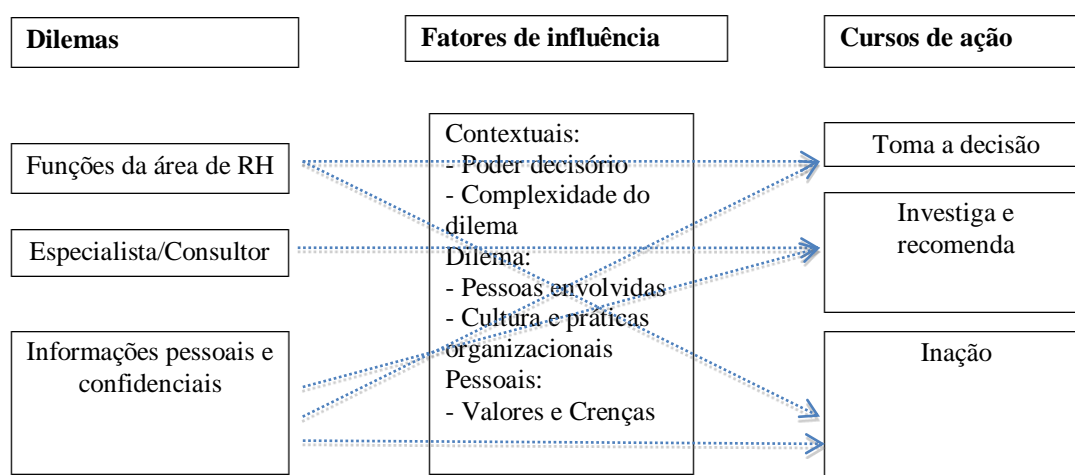 Dilemas
Fatores de influência
Cursos de ação
Funções da área de RH
Especialista/Consultor
Informações pessoais e
confidenciais
Contextuais:
- Poder decisório
- Complexidade do
dilema
Dilema:
- Pessoas envolvidas
- Cultura e práticas
organizacionais
Pessoais:
- Valores e Crenças
Toma a decisão
Investiga e
recomenda
Inação